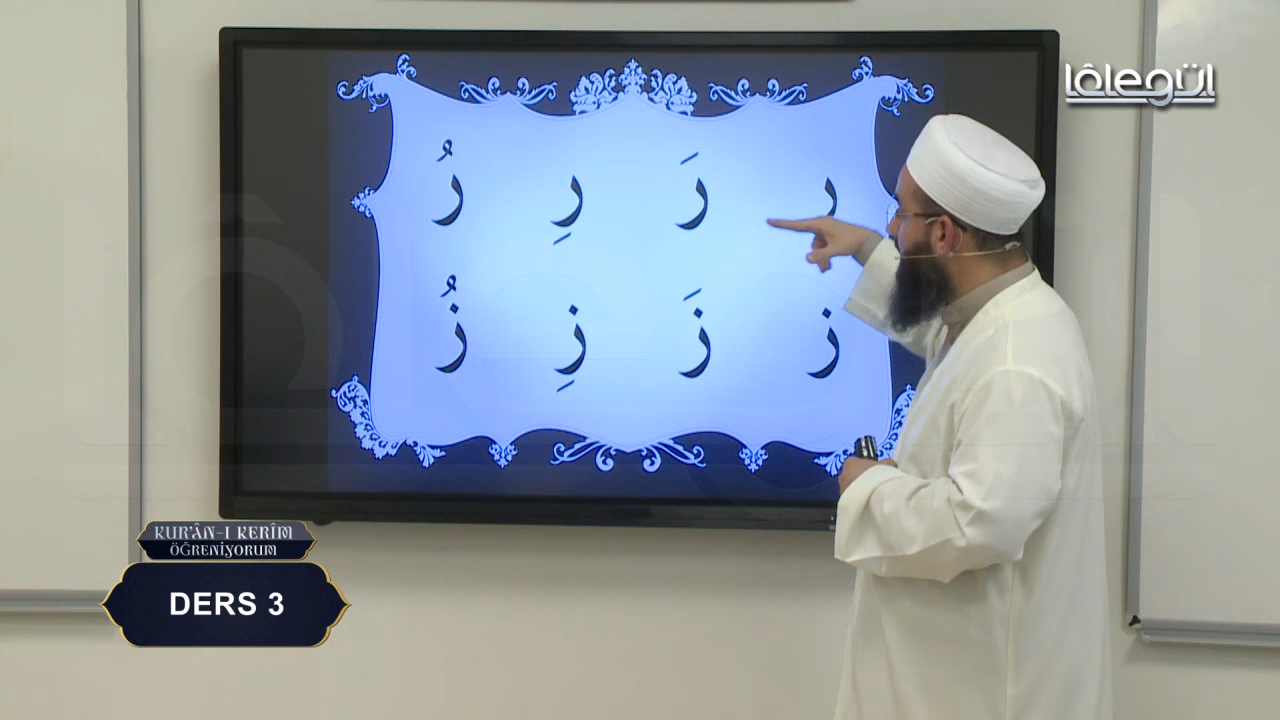 ر رَ رِ رُ
ز زَ زِ زُ
lâlegül
KUR'ÂN-I KERÎM
ÖĞRENİYORUM
DERS 3